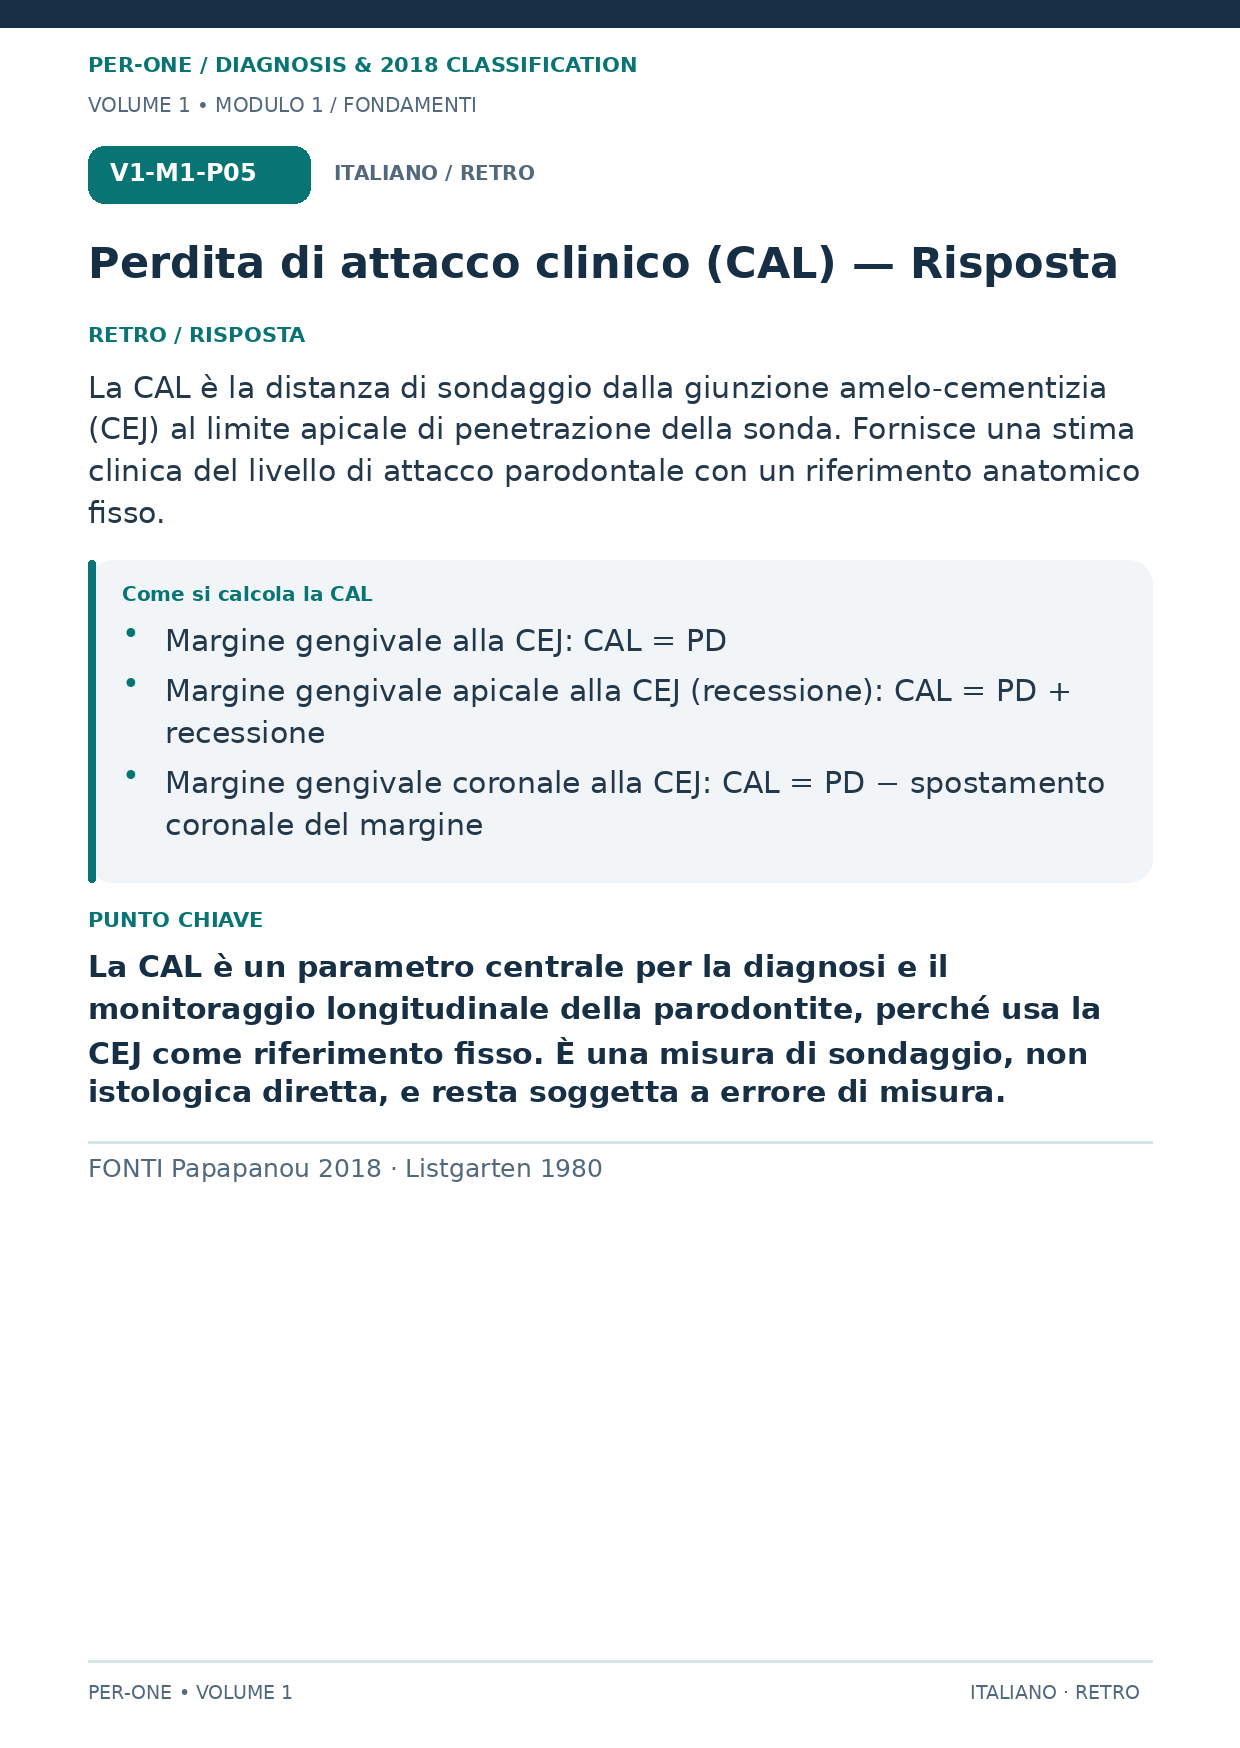 PER-ONE / DIAGNOSIS & 2018 CLASSIFICATION
VOLUME 1 • MODULO 1 / FONDAMENTI
V1-M1-P05
ITALIANO / RETRO
Perdita di attacco clinico (CAL) — Risposta
RETRO / RISPOSTA
La CAL è la distanza di sondaggio dalla giunzione amelo-cementizia
(CEJ) al limite apicale di penetrazione della sonda. Fornisce una stima
clinica del livello di attacco parodontale con un riferimento anatomico
fisso.
Come si calcola la CAL
• Margine gengivale alla CEJ: CAL = PD
• Margine gengivale apicale alla CEJ (recessione): CAL = PD +
recessione
• Margine gengivale coronale alla CEJ: CAL = PD − spostamento
coronale del margine
PUNTO CHIAVE
La CAL è un parametro centrale per la diagnosi e il
monitoraggio longitudinale della parodontite, perché usa la
CEJ come riferimento fisso. È una misura di sondaggio, non
istologica diretta, e resta soggetta a errore di misura.
FONTI Papapanou 2018 · Listgarten 1980
PER-ONE • VOLUME 1
ITALIANO · RETRO